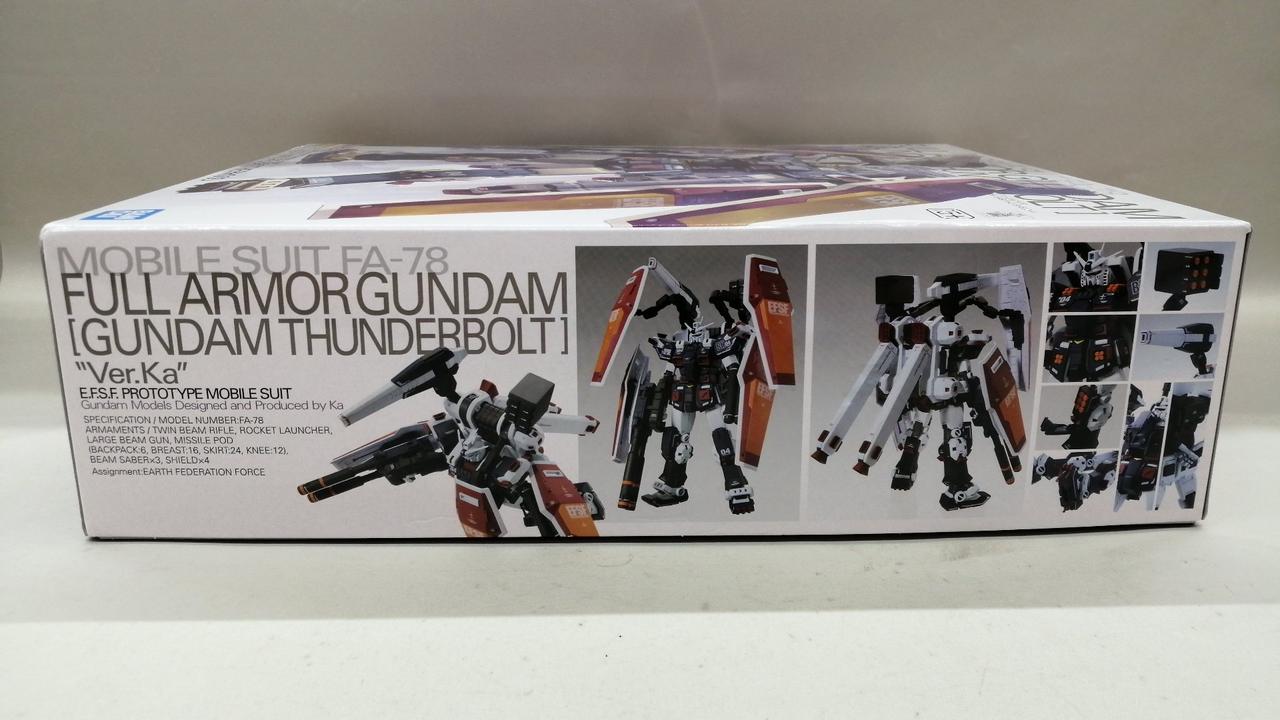 MOBILE SUIT FA-78
FULL ARMOR GUNDAM
[GUNDAM THUNDERBOLT]
"Ver.Ka"
E.F.S.F. PROTOTYPE MOBILE SUIT
Gundam Models Designed and Produced by Ka
SPECIFICATION / MODEL NUMBER:FA-78
ARMAMENTS / TWIN BEAM RIFLE, ROCKET LAUNCHER,
LARGE BEAM GUN, MISSILE POD
(BACKPACK:6, BREAST:16, SKIRT:24, KNEE:12),
BEAM SABER×3, SHIELD×4
Assignment:EARTH FEDERATION FORCE
EFSF
04